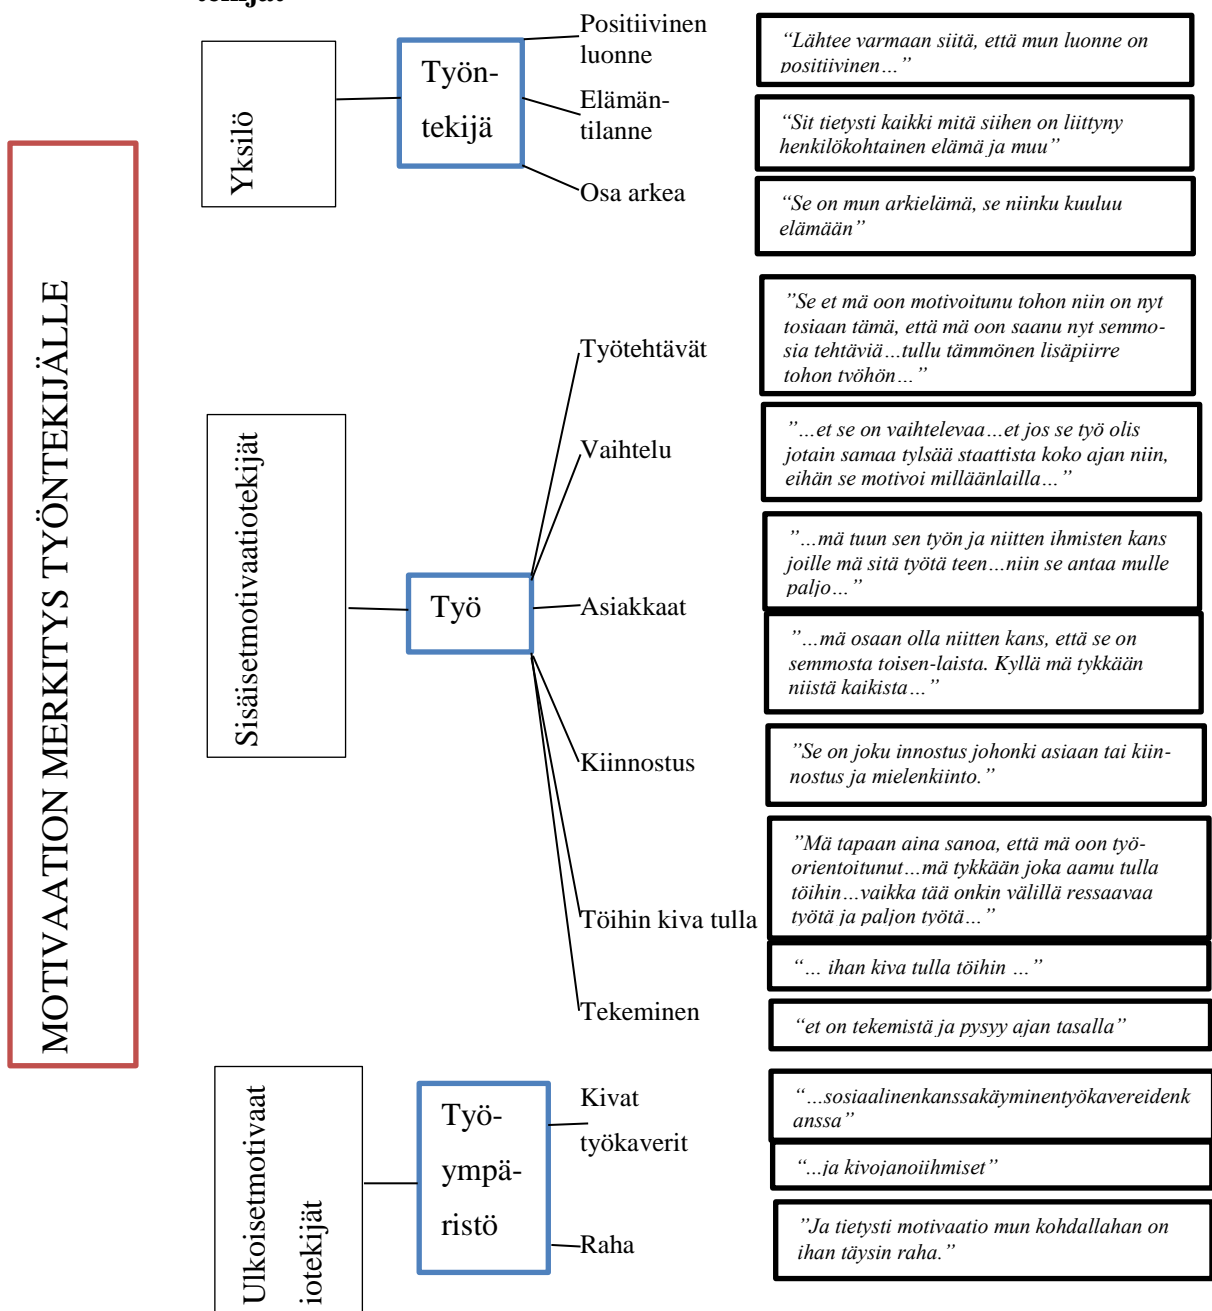 tekijät
MOTIVAATION MERKITYS TYÖNTEKIJÄLLE
Yksilö
Työn-
tekijä
Positiivinen
luonne
“Lähtee varmaan siitä, että mun luonne on
positiivinen…”
Elämän-
tilanne
“Sit tietysti kaikki mitä siihen on liittyny
henkilökohtainen elämä ja muu”
Osa arkea
“Se on mun arkielämä, se niinku kuuluu
elämään”
Sisäisetmotivaatiotekijät
Työ
Työtehtävät
”Se et mä oon motivoitunu tohon niin on nyt
tosiaan tämä, että mä oon saanu nyt semmo-
sia tehtäviä…tullu tämmönen lisäpiirre
tohon työhön…”
Vaihtelu
”…et se on vaihtelevaa…et jos se työ olis
jotain samaa tylsää staattista koko ajan niin,
eihän se motivoi milläänlailla…”
Asiakkaat
”…mä tuun sen työn ja niitten ihmisten kans
joille mä sitä työtä teen…niin se antaa mulle
paljo…”
”…mä osaan olla niitten kans, että se on
semmosta toisen-laista. Kyllä mä tykkään
niistä kaikista…”
Kiinnostus
”Se on joku innostus johonki asiaan tai kiin-
nostus ja mielenkiinto.”
Töihin kiva tulla
”Mä tapaan aina sanoa, että mä oon työ-
orientoitunut…mä tykkään joka aamu tulla
töihin…vaikka tää onkin välillä ressaavaa
työtä ja paljon työtä…”
“… ihan kiva tulla töihin …”
Tekeminen
“et on tekemistä ja pysyy ajan tasalla”
Ulkoisetmotivaat
iotekijät
Työ-
ympä-
ristö
Kivat
työkaverit
“…sosiaalinenkanssakäyminentyökavereidenk
anssa”
“...ja kivojanoiihmiset”
Raha
”Ja tietysti motivaatio mun kohdallahan on
ihan täysin raha.”